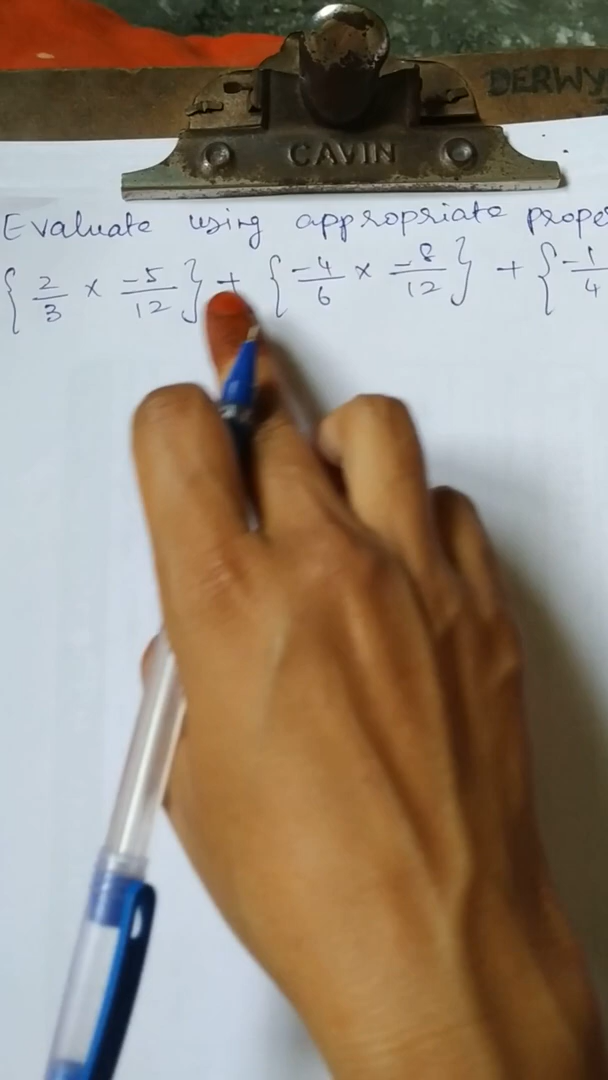 DERWY
CAVIN
Evaluate using appropriate prope
{ 2/3 × -5/12 } + { -4/6 × -8/12 } + { -1/4